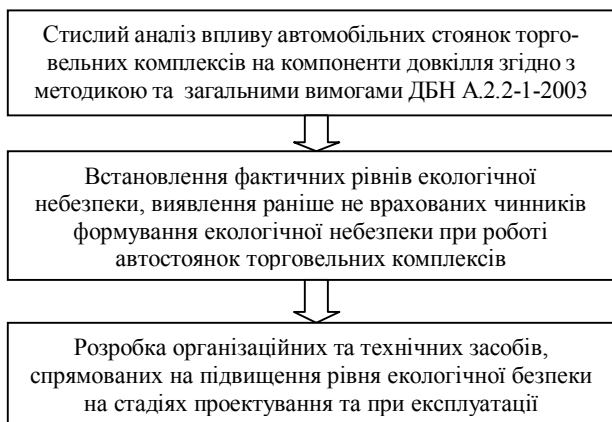 Стислий аналіз впливу автомобільних стоянок торго-
вельних комплексів на компоненти довкілля згідно з
методикою та загальними вимогами ДБН А.2.2-1-2003
Встановлення фактичних рівнів екологічної
небезпеки, виявлення раніше не врахованих чинників
формування екологічної небезпеки при роботі
автостоянок торговельних комплексів
Розробка організаційних та технічних засобів,
спрямованих на підвищення рівня екологічної безпеки
на стадіях проектування та при експлуатації